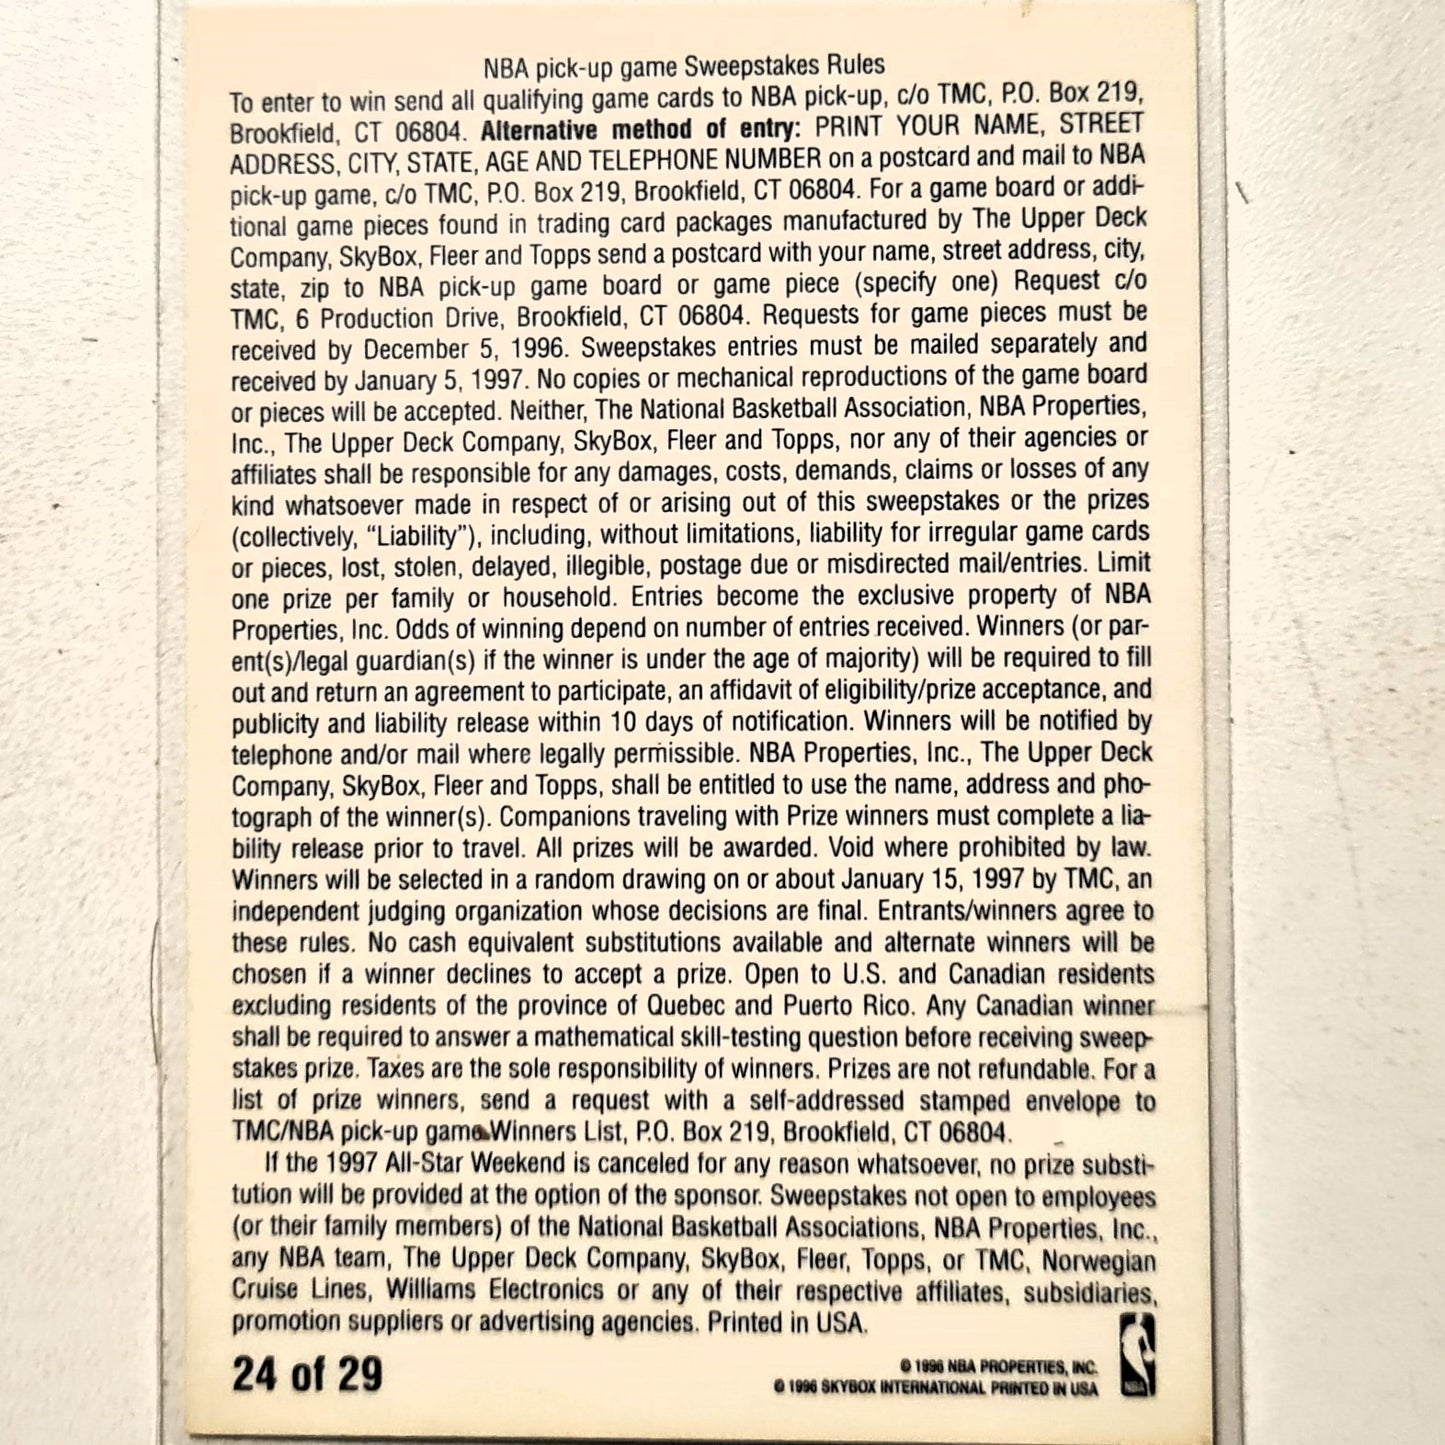 NBA pick-up game Sweepstakes Rules
To enter to win send all qualifying game cards to NBA pick-up, c/o TMC, P.O. Box 219,
Brookfield, CT 06804. Alternative method of entry: PRINT YOUR NAME, STREET
ADDRESS, CITY, STATE, AGE AND TELEPHONE NUMBER on a postcard and mail to NBA
pick-up game, c/o TMC, P.O. Box 219, Brookfield, CT 06804. For a game board or addi-
tional game pieces found in trading card packages manufactured by The Upper Deck
Company, SkyBox, Fleer and Topps send a postcard with your name, street address, city,
state, zip to NBA pick-up game board or game piece (specify one) Request c/o
TMC, 6 Production Drive, Brookfield, CT 06804. Requests for game pieces must be
received by December 5, 1996. Sweepstakes entries must be mailed separately and
received by January 5, 1997. No copies or mechanical reproductions of the game board
or pieces will be accepted. Neither, The National Basketball Association, NBA Properties,
Inc., The Upper Deck Company, SkyBox, Fleer and Topps, nor any of their agencies or
affiliates shall be responsible for any damages, costs, demands, claims or losses of any
kind whatsoever made in respect of or arising out of this sweepstakes or the prizes
(collectively, “Liability”), including, without limitations, liability for irregular game cards
or pieces, lost, stolen, delayed, illegible, postage due or misdirected mail/entries. Limit
one prize per family or household. Entries become the exclusive property of NBA
Properties, Inc. Odds of winning depend on number of entries received. Winners (or par-
ent(s)/legal guardian(s) if the winner is under the age of majority) will be required to fill
out and return an agreement to participate, an affidavit of eligibility/prize acceptance, and
publicity and liability release within 10 days of notification. Winners will be notified by
telephone and/or mail where legally permissible. NBA Properties, Inc., The Upper Deck
Company, SkyBox, Fleer and Topps, shall be entitled to use the name, address and pho-
tograph of the winner(s). Companions traveling with Prize winners must complete a lia-
bility release prior to travel. All prizes will be awarded. Void where prohibited by law.
Winners will be selected in a random drawing on or about January 15, 1997 by TMC, an
independent judging organization whose decisions are final. Entrants/winners agree to
these rules. No cash equivalent substitutions available and alternate winners will be
chosen if a winner declines to accept a prize. Open to U.S. and Canadian residents
excluding residents of the province of Quebec and Puerto Rico. Any Canadian winner
shall be required to answer a mathematical skill-testing question before receiving sweep-
stakes prize. Taxes are the sole responsibility of winners. Prizes are not refundable. For a
list of prize winners, send a request with a self-addressed stamped envelope to
TMC/NBA pick-up game Winners List, P.O. Box 219, Brookfield, CT 06804.
If the 1997 All-Star Weekend is canceled for any reason whatsoever, no prize substi-
tution will be provided at the option of the sponsor. Sweepstakes not open to employees
(or their family members) of the National Basketball Associations, NBA Properties, Inc.,
any NBA team, The Upper Deck Company, SkyBox, Fleer, Topps, or TMC, Norwegian
Cruise Lines, Williams Electronics or any of their respective affiliates, subsidiaries,
promotion suppliers or advertising agencies. Printed in USA.
24 of 29
© 1996 NBA PROPERTIES, INC.
© 1996 SKYBOX INTERNATIONAL PRINTED IN USA
NBA